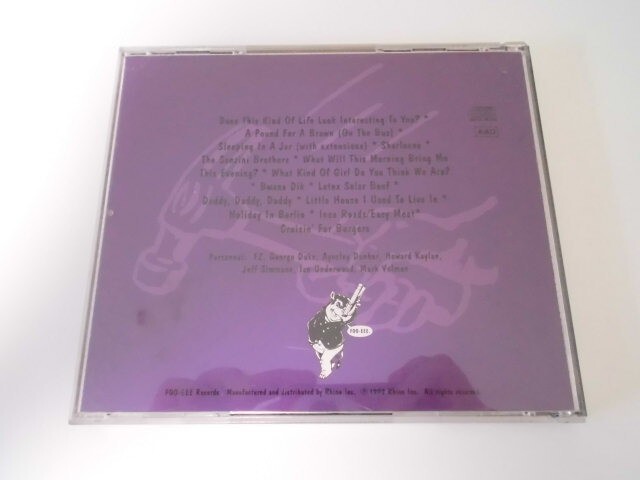 Does This Kind Of Life Look Interesting To You? *
A Pound For A Brown (On The Bus) *
Sleeping In A Jar (with extensions) * Sharleena *
The Sanzini Brothers * What Will This Morning Bring Me
This Evening? * What Kind Of Girl Do You Think We Are?
* Bwana Dik * Latex Solar Beef *
Daddy, Daddy, Daddy * Little House I Used To Live In *
Holiday In Berlin * Inca Roads/Easy Meat*
Cruizin' For Burgers
Personnel: FZ, George Duke, Aynsley Dunbar, Howard Kaylan,
Jeff Simmons, Ian Underwood, Mark Volman
FOO-EEE.
FOO-EEE Records Manufactured and distributed by Rhino Inc. ℗ 1992 Rhino Inc. All rights reserved.